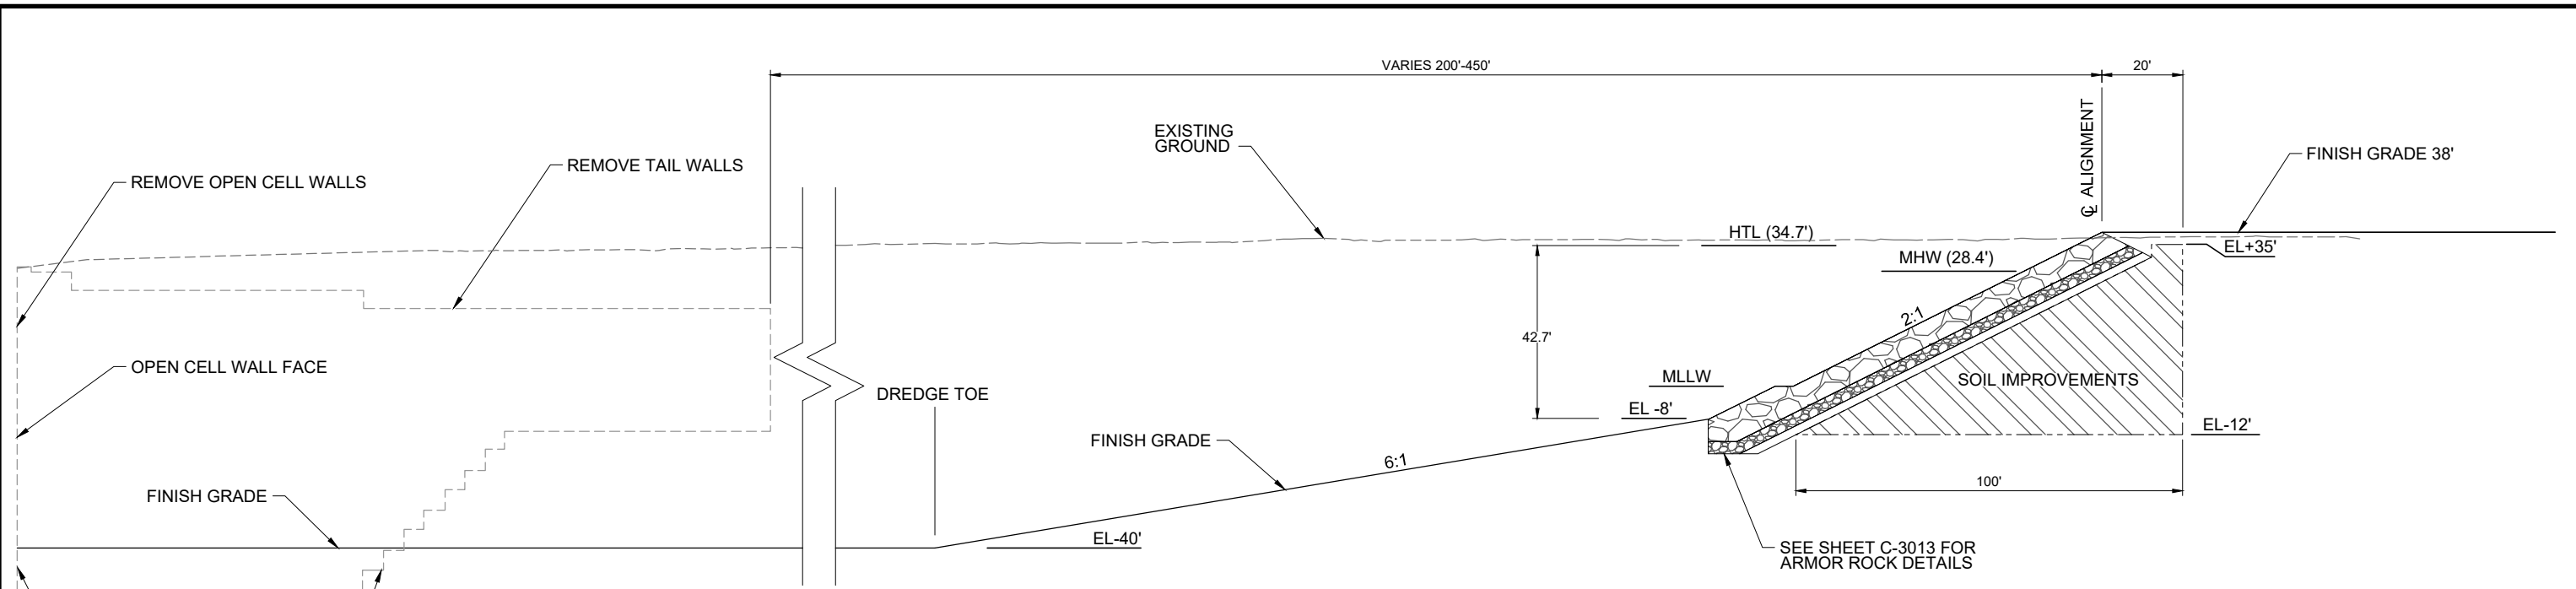 VARIES 200'-450'
20'
EXISTING
GROUND
℄ ALIGNMENT
FINISH GRADE 38'
REMOVE TAIL WALLS
REMOVE OPEN CELL WALLS
HTL (34.7')
EL+35'
MHW (28.4')
2:1
42.7'
OPEN CELL WALL FACE
MLLW
SOIL IMPROVEMENTS
DREDGE TOE
EL -8'
EL-12'
FINISH GRADE
6:1
100'
FINISH GRADE
EL-40'
SEE SHEET C-3013 FOR
ARMOR ROCK DETAILS